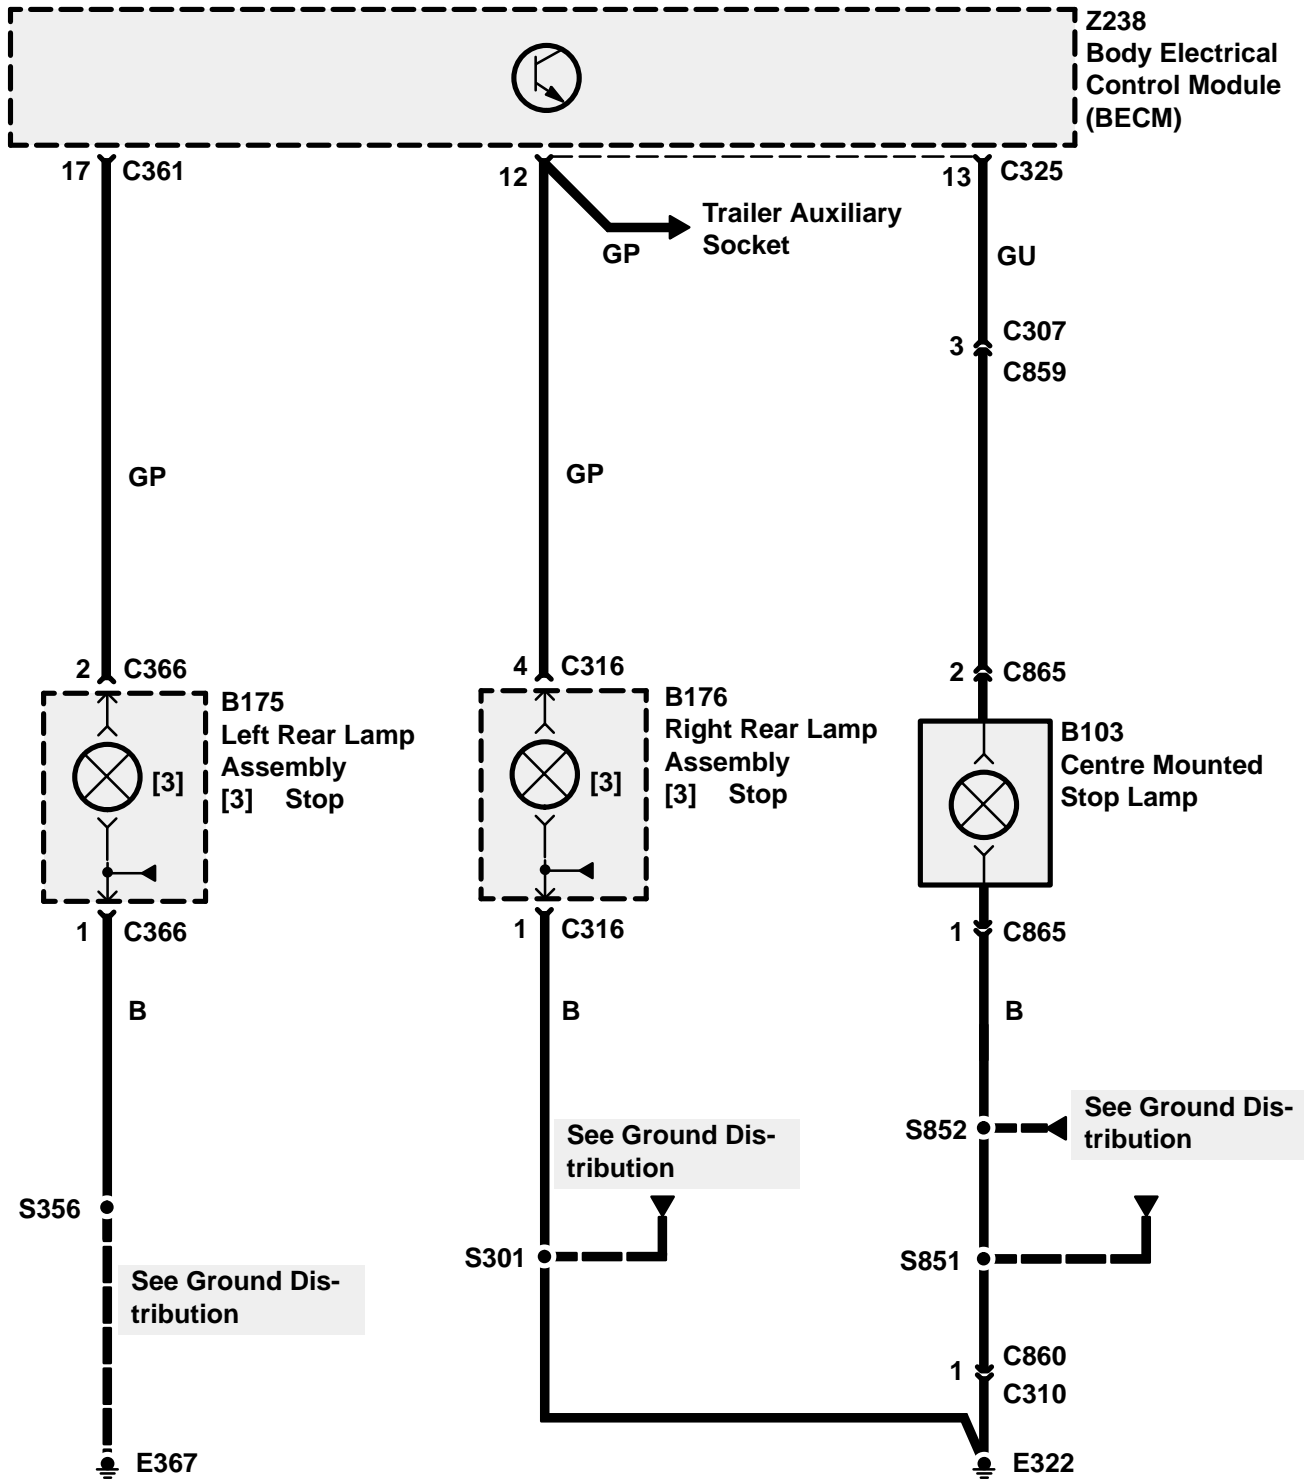 Z238
Body Electrical
Control Module
(BECM)
17 C361
12
13 C325
Trailer Auxiliary
Socket
GP
GU
3 C307
C859
GP
GP
2 C366
4 C316
2 C865
B175
Left Rear Lamp
Assembly
[3] Stop
[3]
B176
Right Rear Lamp
Assembly
[3] Stop
[3]
B103
Centre Mounted
Stop Lamp
1 C366
1 C316
1 C865
B
B
B
See Ground Dis-
tribution
S852
See Ground Dis-
tribution
S356
S301
S851
See Ground Dis-
tribution
1 C860
C310
E367
E322